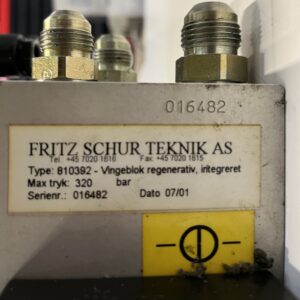 016482
FRITZ SCHUR TEKNIK AS
Tel +45 7020 1616 Fax +45 7020 1615
Type: 810392 - Vingeblok regenerativ, iritegreret
Max tryk: 320 bar
Serienr.: 016482 Dato 07/01